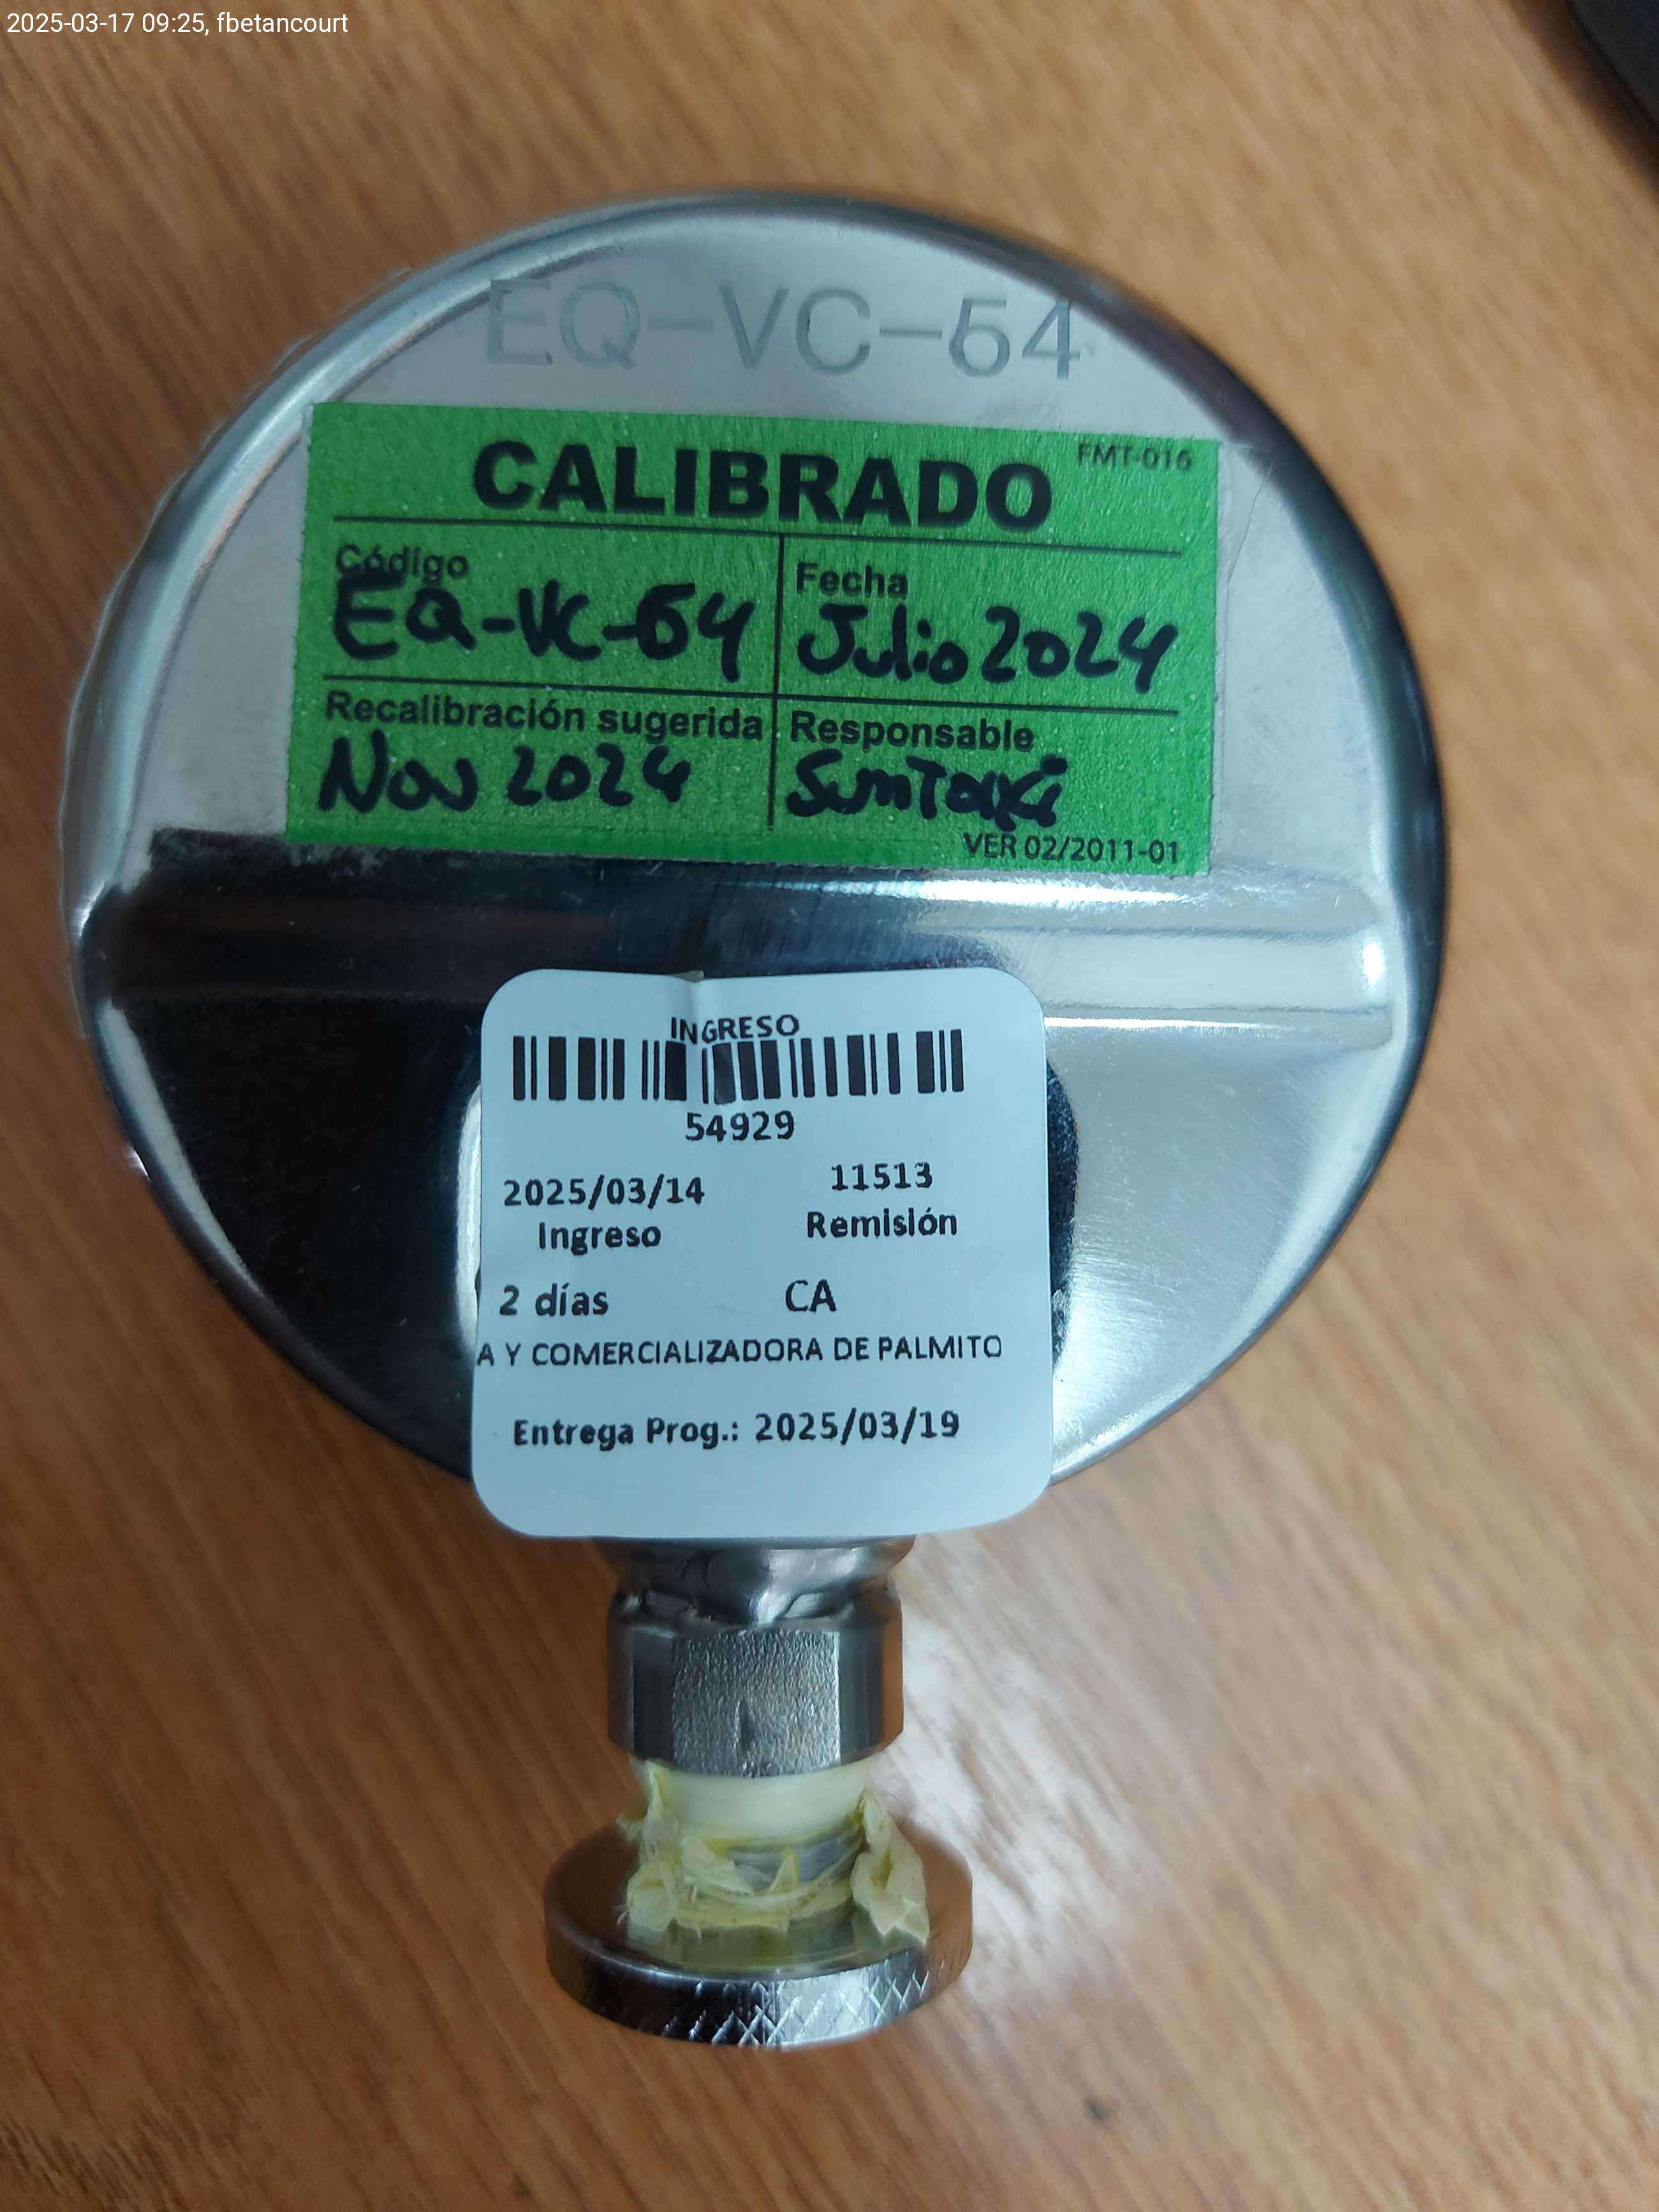 2025-03-17 09:25, fbetancourt
EQ-VC-64
CALIBRADO
FMT-016
Código
EQ-VC-64
Fecha
Julio 2024
Recalibración sugerida
Nov 2024
Responsable
VER 02/2011-01
INGRESO
54929
2025/03/14 11513
Ingreso Remisión
2 días CA
A Y COMERCIALIZADORA DE PALMITO
Entrega Prog.: 2025/03/19